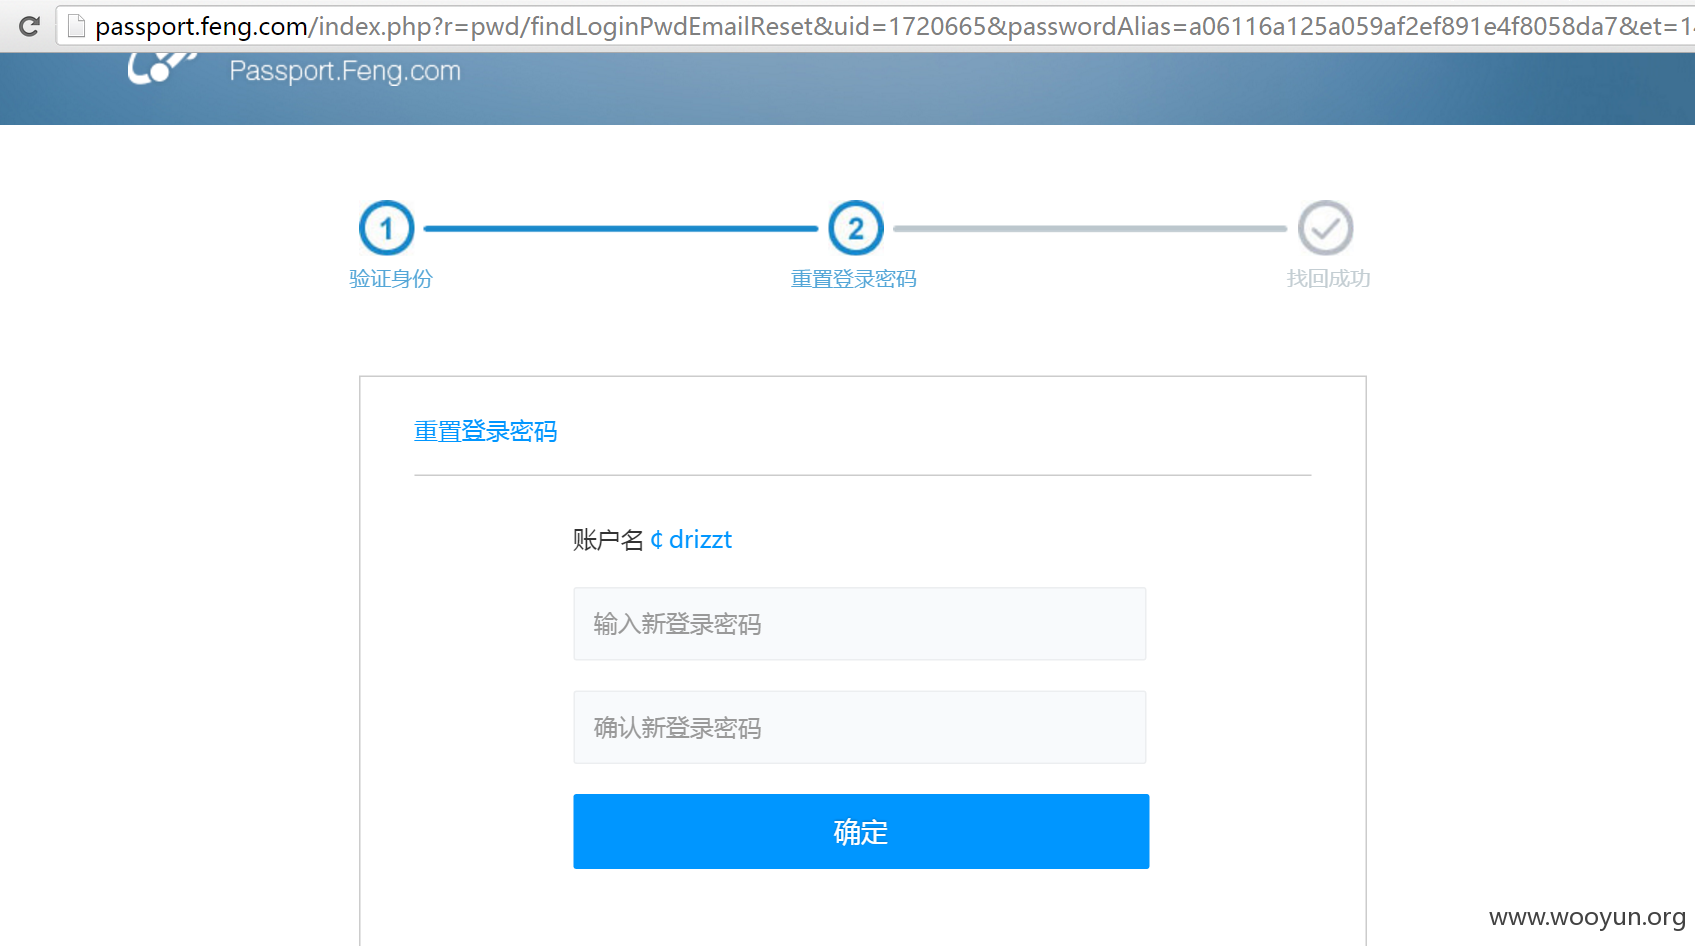 passport.feng.com/index.php?r=pwd/findLoginPwdEmailReset&uid=1720665&passwordAlias=a06116a125a059af2ef891e4f8058da7&et=1
Passport.Feng.com
1
2
验证身份
重置登录密码
找回成功
重置登录密码
账户名 ¢ drizzt
输入新登录密码
确认新登录密码
确定
www.wooyun.org